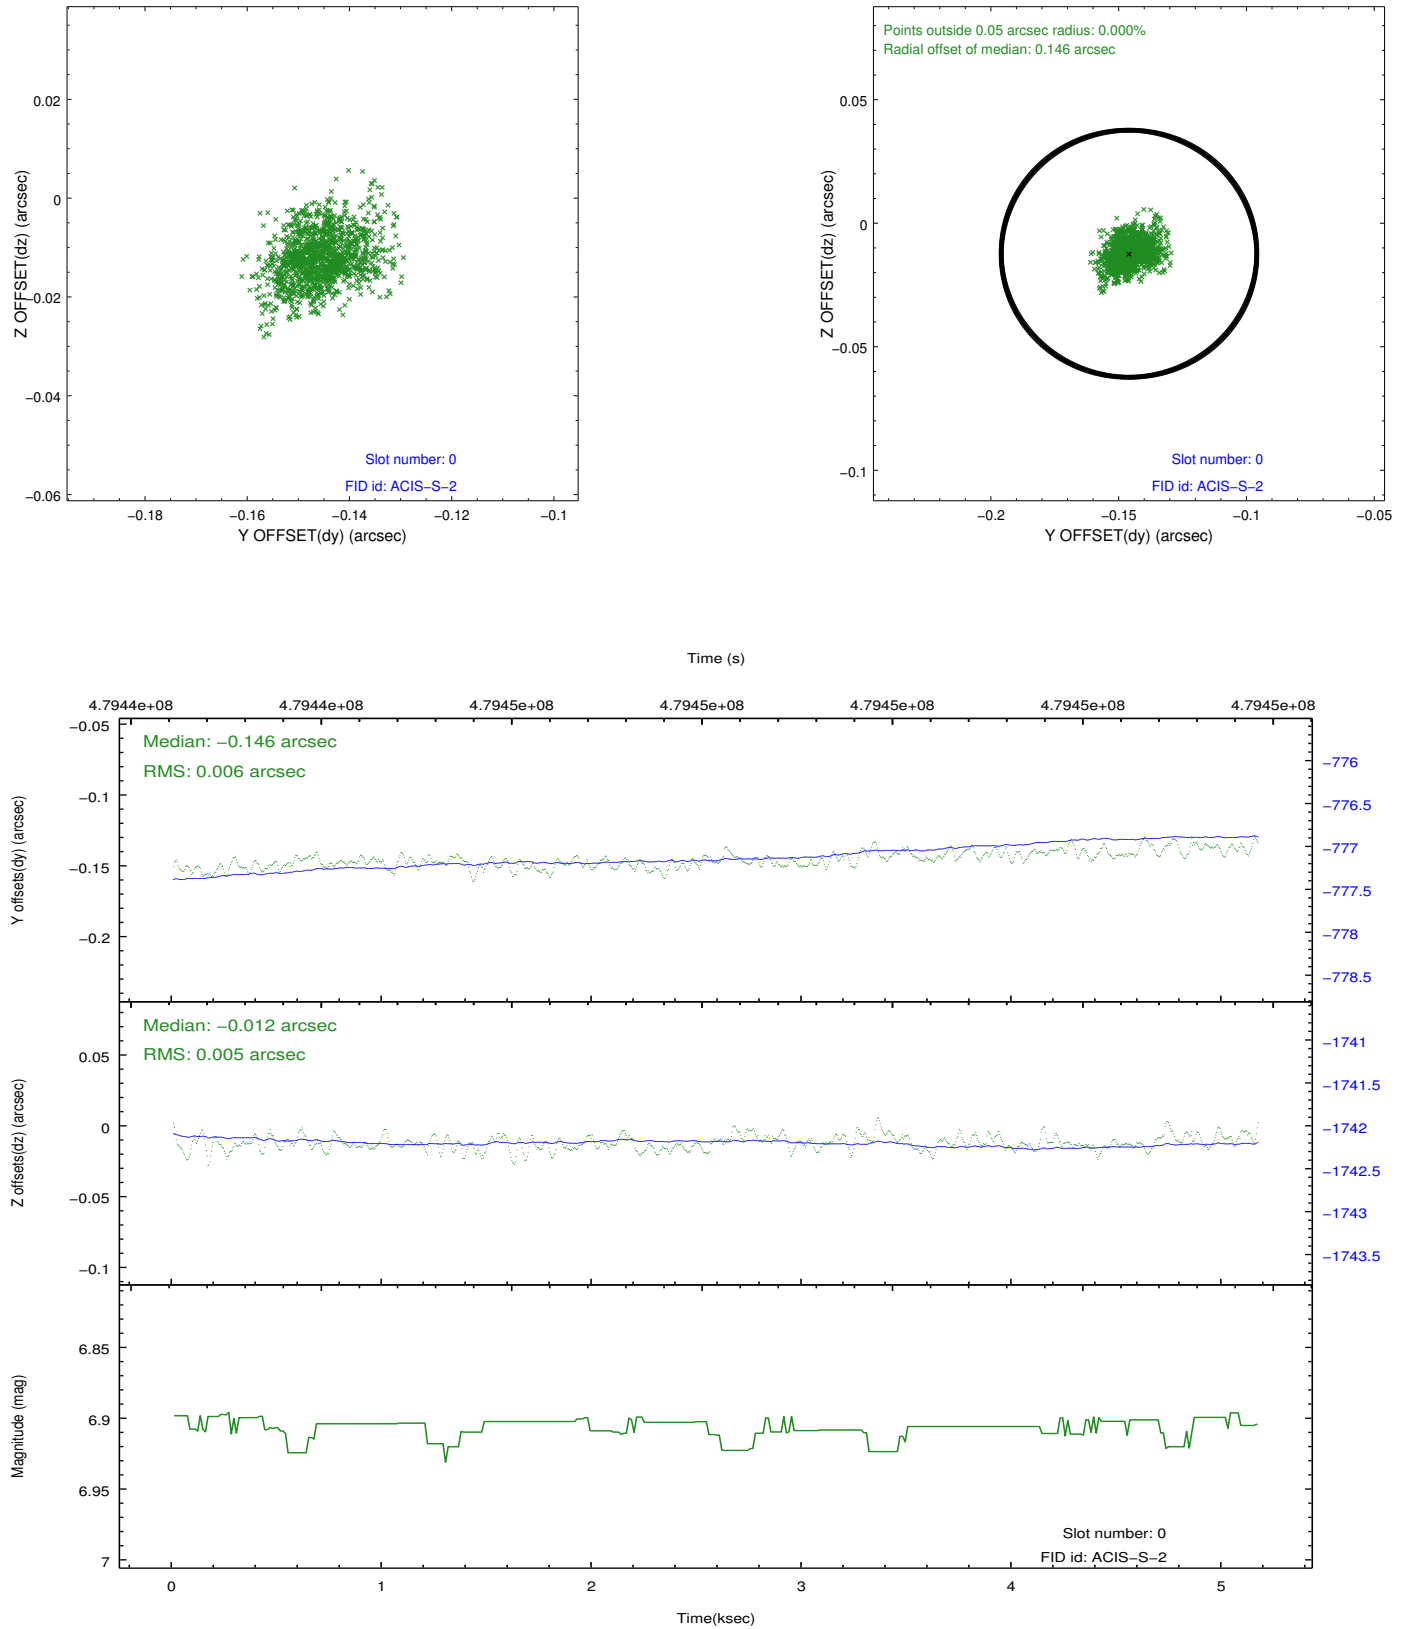 0.02
0
−0.02
−0.04
−0.06
Z OFFSET(dz) (arcsec)
Slot number: 0
FID id: ACIS−S−2
−0.18 −0.16 −0.14 −0.12 −0.1
Y OFFSET(dy) (arcsec)
Points outside 0.05 arcsec radius: 0.000%
Radial offset of median: 0.146 arcsec
0.05
0
−0.05
−0.1
Z OFFSET(dz) (arcsec)
Slot number: 0
FID id: ACIS−S−2
−0.2 −0.15 −0.1 −0.05
Y OFFSET(dy) (arcsec)
Time (s)
4.7944e+08 4.7944e+08 4.7945e+08 4.7945e+08 4.7945e+08 4.7945e+08 4.7945e+08
Median: −0.146 arcsec
RMS: 0.006 arcsec
−0.05
−0.1
−0.15
−0.2
Y offsets(dy) (arcsec)
−776
−776.5
−777
−777.5
−778
−778.5
Median: −0.012 arcsec
RMS: 0.005 arcsec
0.05
0
−0.05
−0.1
Z offsets(dz) (arcsec)
−1741
−1741.5
−1742
−1742.5
−1743
−1743.5
6.85
6.9
6.95
7
Magnitude (mag)
Slot number: 0
FID id: ACIS−S−2
0 1 2 3 4 5
Time(ksec)